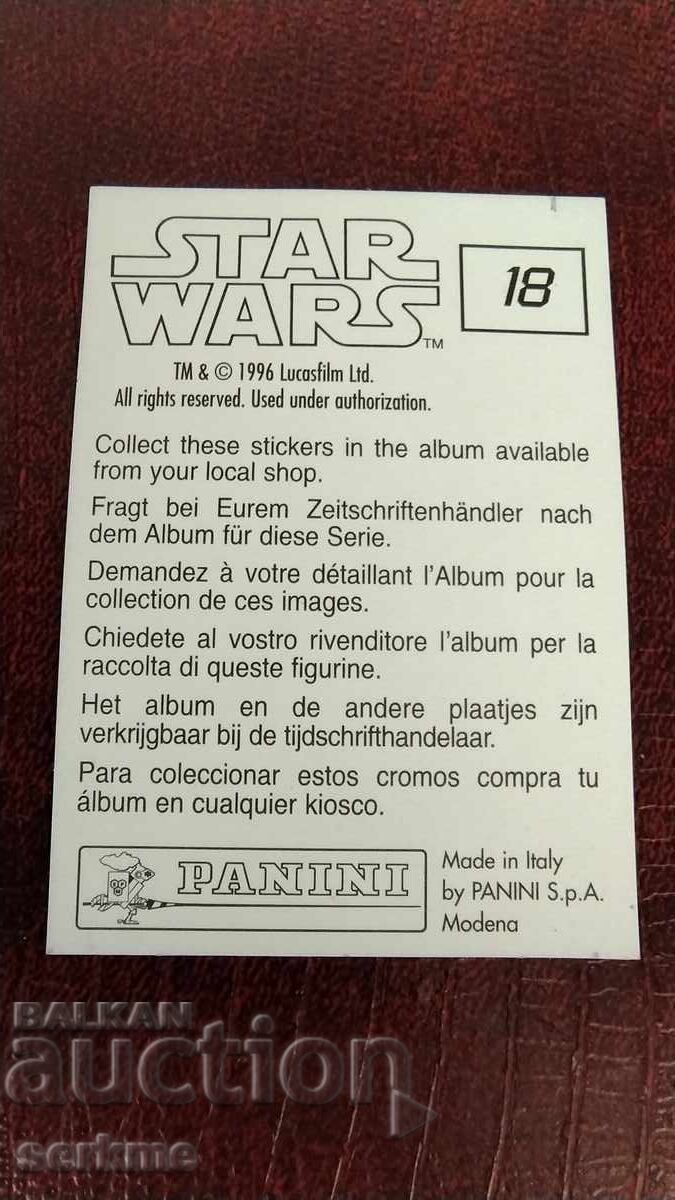 STAR
WARS™
18
TM & © 1996 Lucasfilm Ltd.
All rights reserved. Used under authorization.
Collect these stickers in the album available
from your local shop.
Fragt bei Eurem Zeitschriftenhändler nach
dem Album für diese Serie.
Demandez à votre détaillant l'Album pour la
collection de ces images.
Chiedete al vostro rivenditore l'album per la
raccolta di queste figurine.
Het album en de andere plaatjes zijn
verkrijgbaar bij de tijdschrifthandelaar.
Para coleccionar estos cromos compra tu
álbum en cualquier kiosco.
PANINI
Made in Italy
by PANINI S.p.A.
Modena
BALKAN
auction
serkme